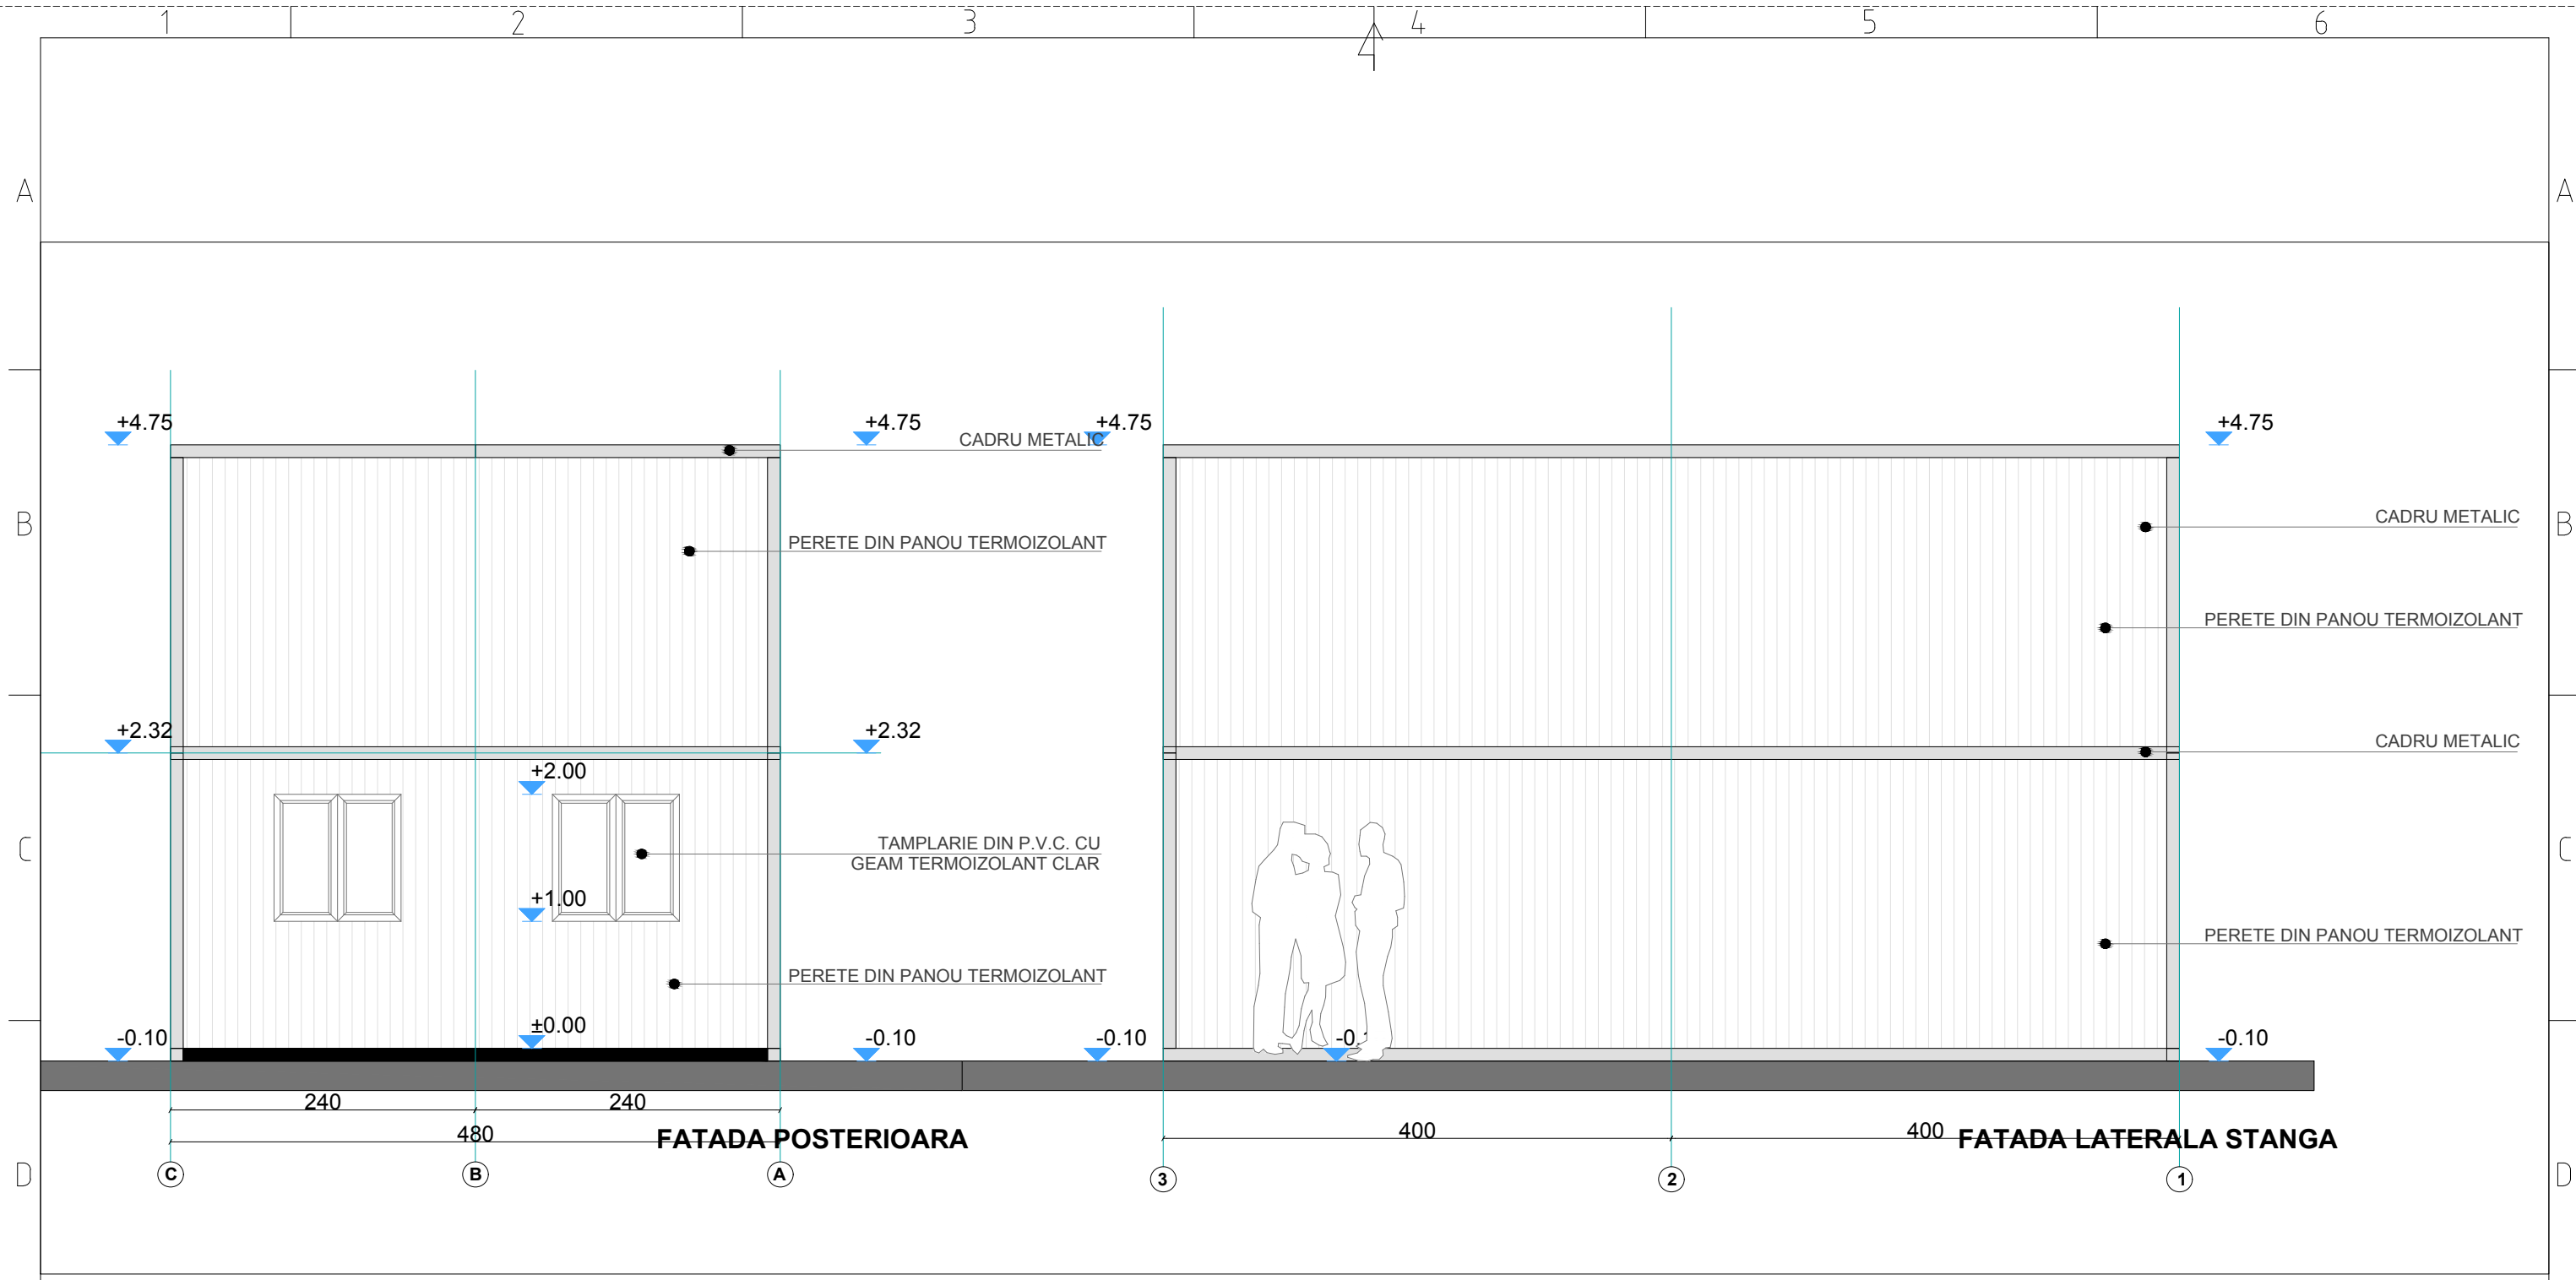 1 2 3 4 5 6
A A
+4.75 +4.75 CADRU METALIC +4.75 +4.75
B CADRU METALIC B
PERETE DIN PANOU TERMOIZOLANT
PERETE DIN PANOU TERMOIZOLANT
+2.32 +2.32 CADRU METALIC
+2.00
C TAMPLARIE DIN P.V.C. CU C
GEAM TERMOIZOLANT CLAR
+1.00
PERETE DIN PANOU TERMOIZOLANT
PERETE DIN PANOU TERMOIZOLANT
±0.00
-0.10 -0.10 -0.10 -0.10
240 240
480 FATADA POSTERIOARA 400 400 FATADA LATERALA STANGA
D C B A 3 2 1 D